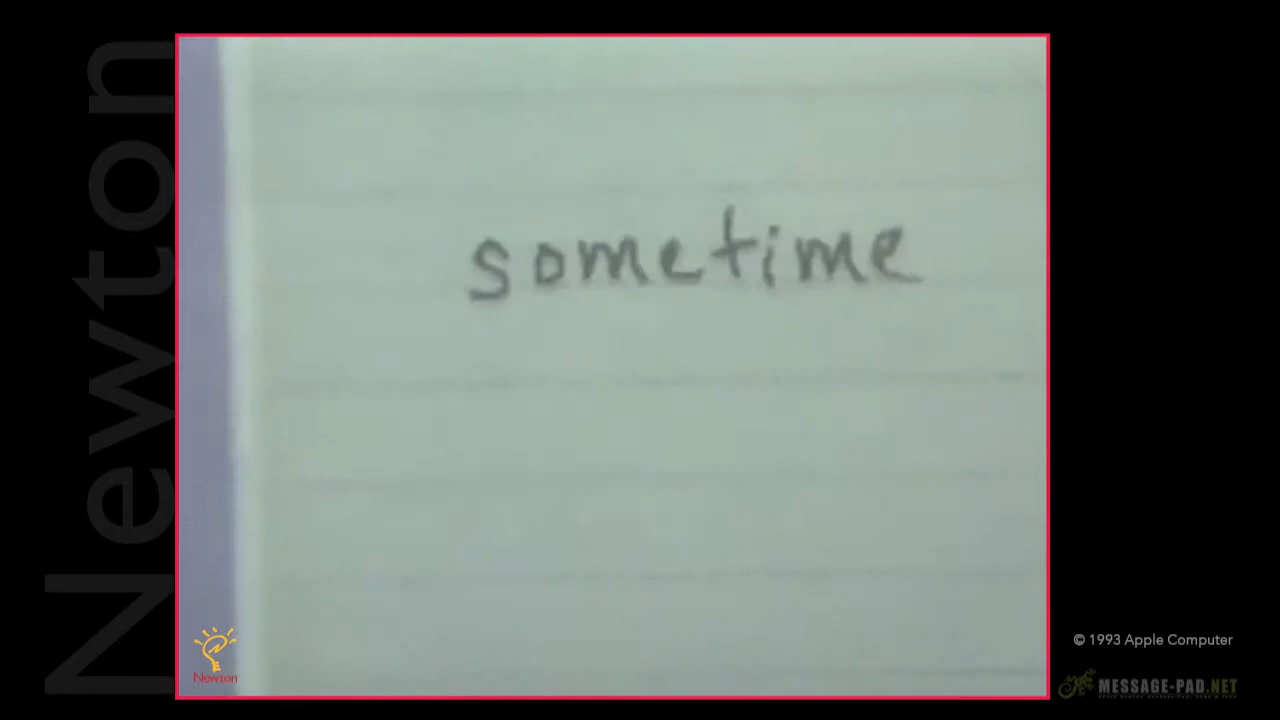 Newton
sometime
Newton
© 1993 Apple Computer
MESSAGE-PAD.NET